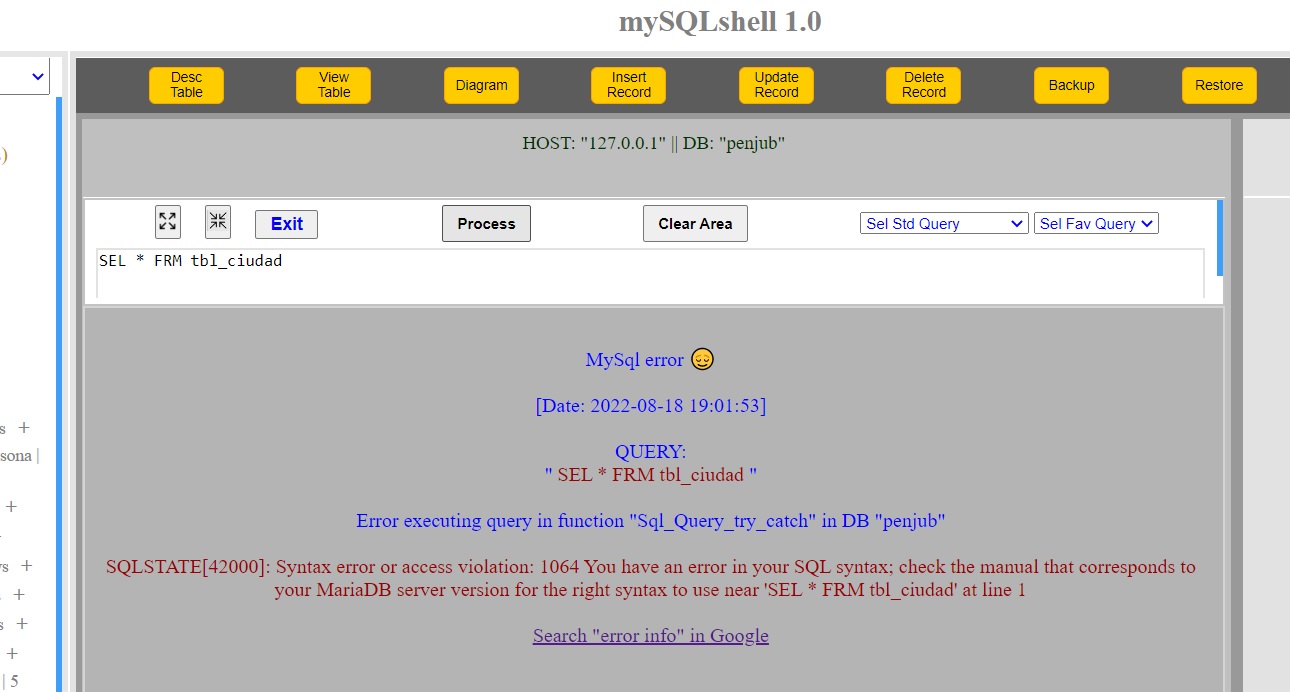 mySQLshell 1.0
Desc
Table
View
Table
Diagram
Insert
Record
Update
Record
Delete
Record
Backup
Restore
)
HOST: "127.0.0.1" || DB: "penjub"
Exit
Process
Clear Area
Sel Std Query
Sel Fav Query
SEL * FRM tbl_ciudad
MySql error
[Date: 2022-08-18 19:01:53]
QUERY:
" SEL * FRM tbl_ciudad "
Error executing query in function "Sql_Query_try_catch" in DB "penjub"
SQLSTATE[42000]: Syntax error or access violation: 1064 You have an error in your SQL syntax; check the manual that corresponds to
your MariaDB server version for the right syntax to use near 'SEL * FRM tbl_ciudad' at line 1
Search "error info" in Google
s +
sona |
+
s +
+
s +
+
| 5